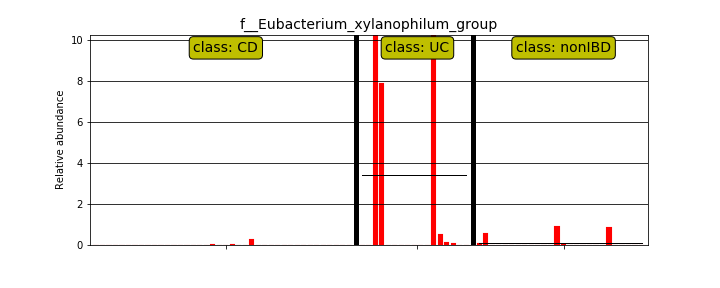 f__Eubacterium_xylanophilum_group
class: CD
class: UC
class: nonIBD
Relative abundance
10
8
6
4
2
0